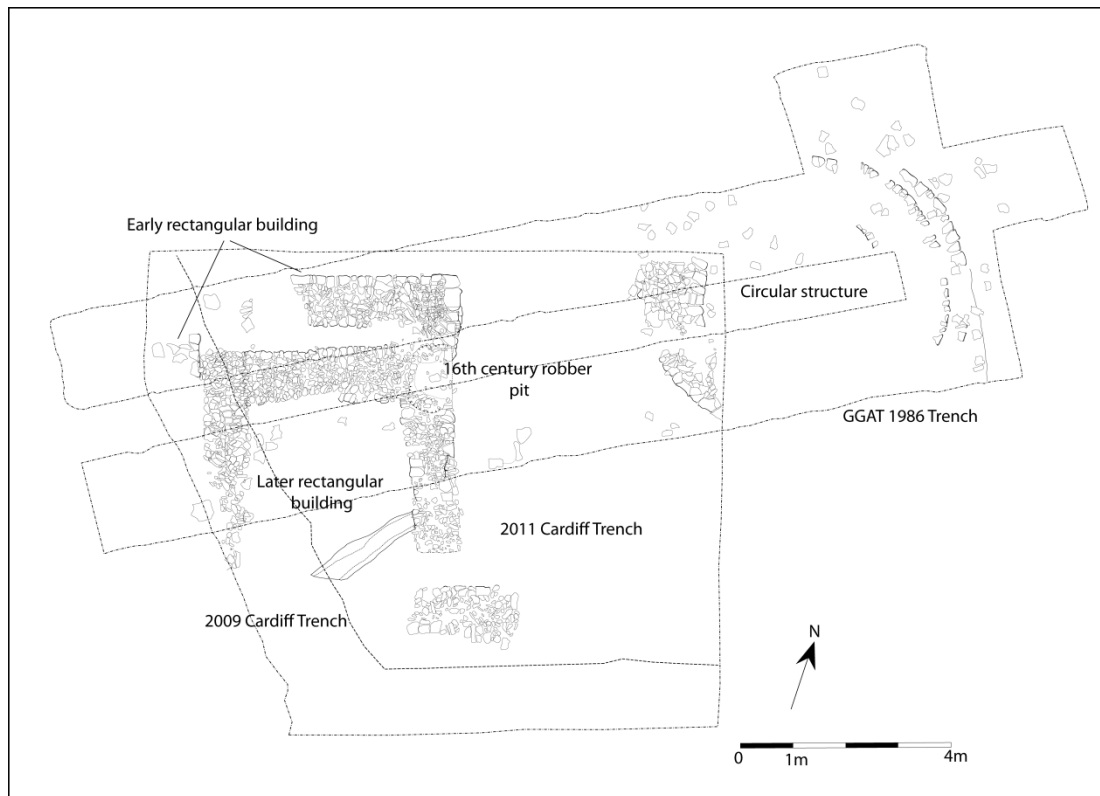 Early rectangular building
Circular structure
16th century robber
pit
GGAT 1986 Trench
Later rectangular
building
2011 Cardiff Trench
2009 Cardiff Trench
N
0 1m 4m